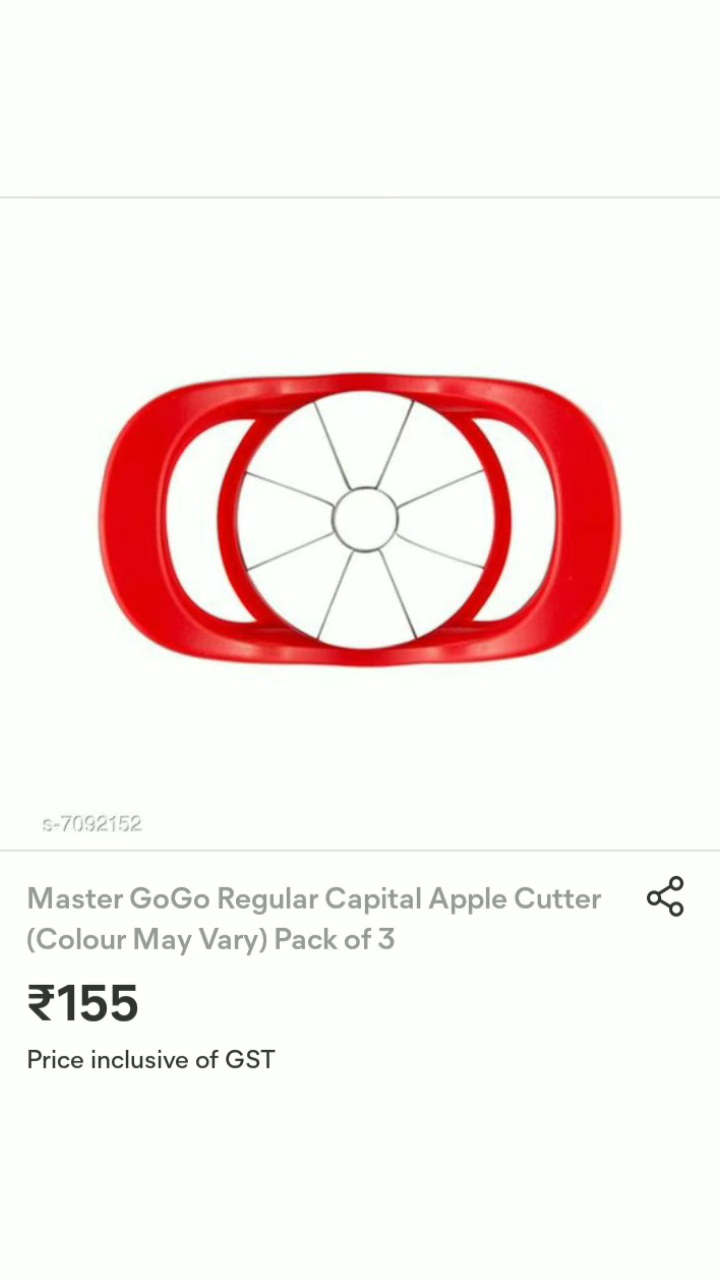 s-7092152
Master GoGo Regular Capital Apple Cutter
(Colour May Vary) Pack of 3
₹155
Price inclusive of GST